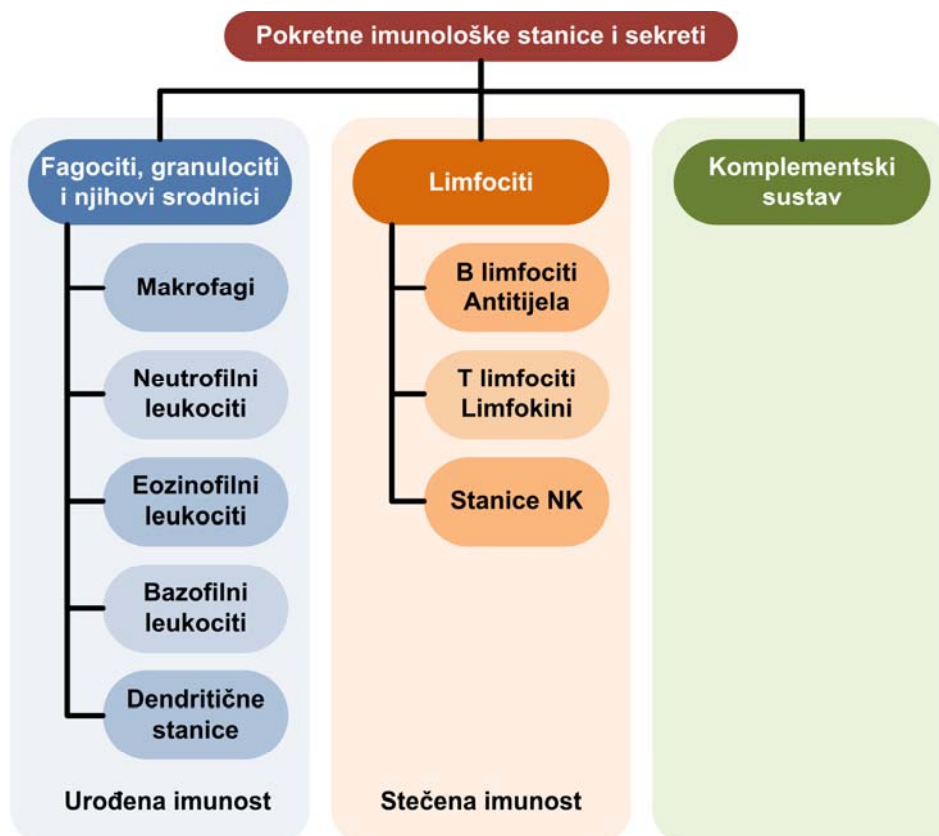 Pokretne imunološke stanice i sekreti
Fagociti, granulociti
i njihovi srodnici
Makrofagi
Neutrofilni
leukociti
Eozinofilni
leukociti
Bazofilni
leukociti
Dendritične
stanice
Urođena imunost
Limfociti
B limfociti
Antitijela
T limfociti
Limfokini
Stanice NK
Stečena imunost
Komplementski
sustav